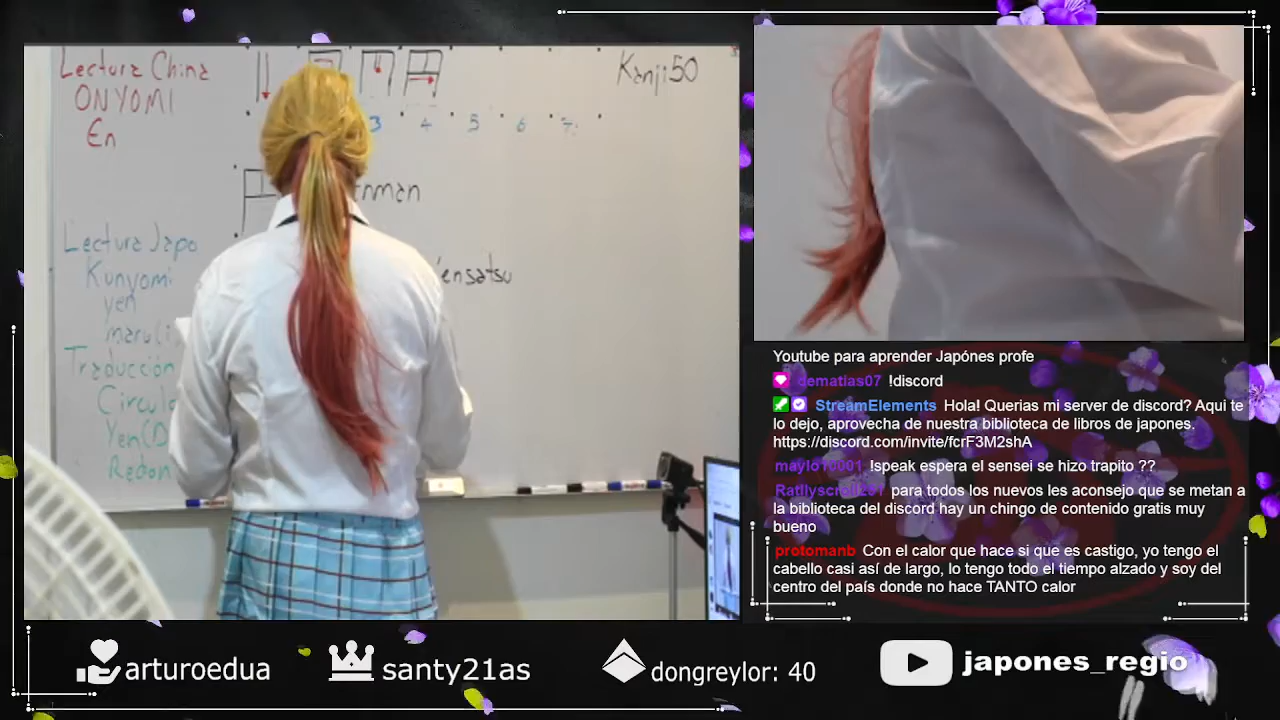 Lectura China
ONYOMI
En
Kanji 50
3 4 5 6 7
Lectura Japo
Kunyomi
yen
Traducción
Youtube para aprender Japónes profe
dematias07 !discord
StreamElements Hola! Querias mi server de discord? Aqui te
lo dejo, aprovecha de nuestra biblioteca de libros de japones.
https://discord.com/invite/fcrF3M2shA
!speak espera el sensei se hizo trapito ??
para todos los nuevos les aconsejo que se metan a
la biblioteca del discord hay un chingo de contenido gratis muy
bueno
protomanb Con el calor que hace si que es castigo, yo tengo el
cabello casi así de largo, lo tengo todo el tiempo alzado y soy del
centro del país donde no hace TANTO calor
arturoedua
santy21as
dongreylor: 40
japones_regio